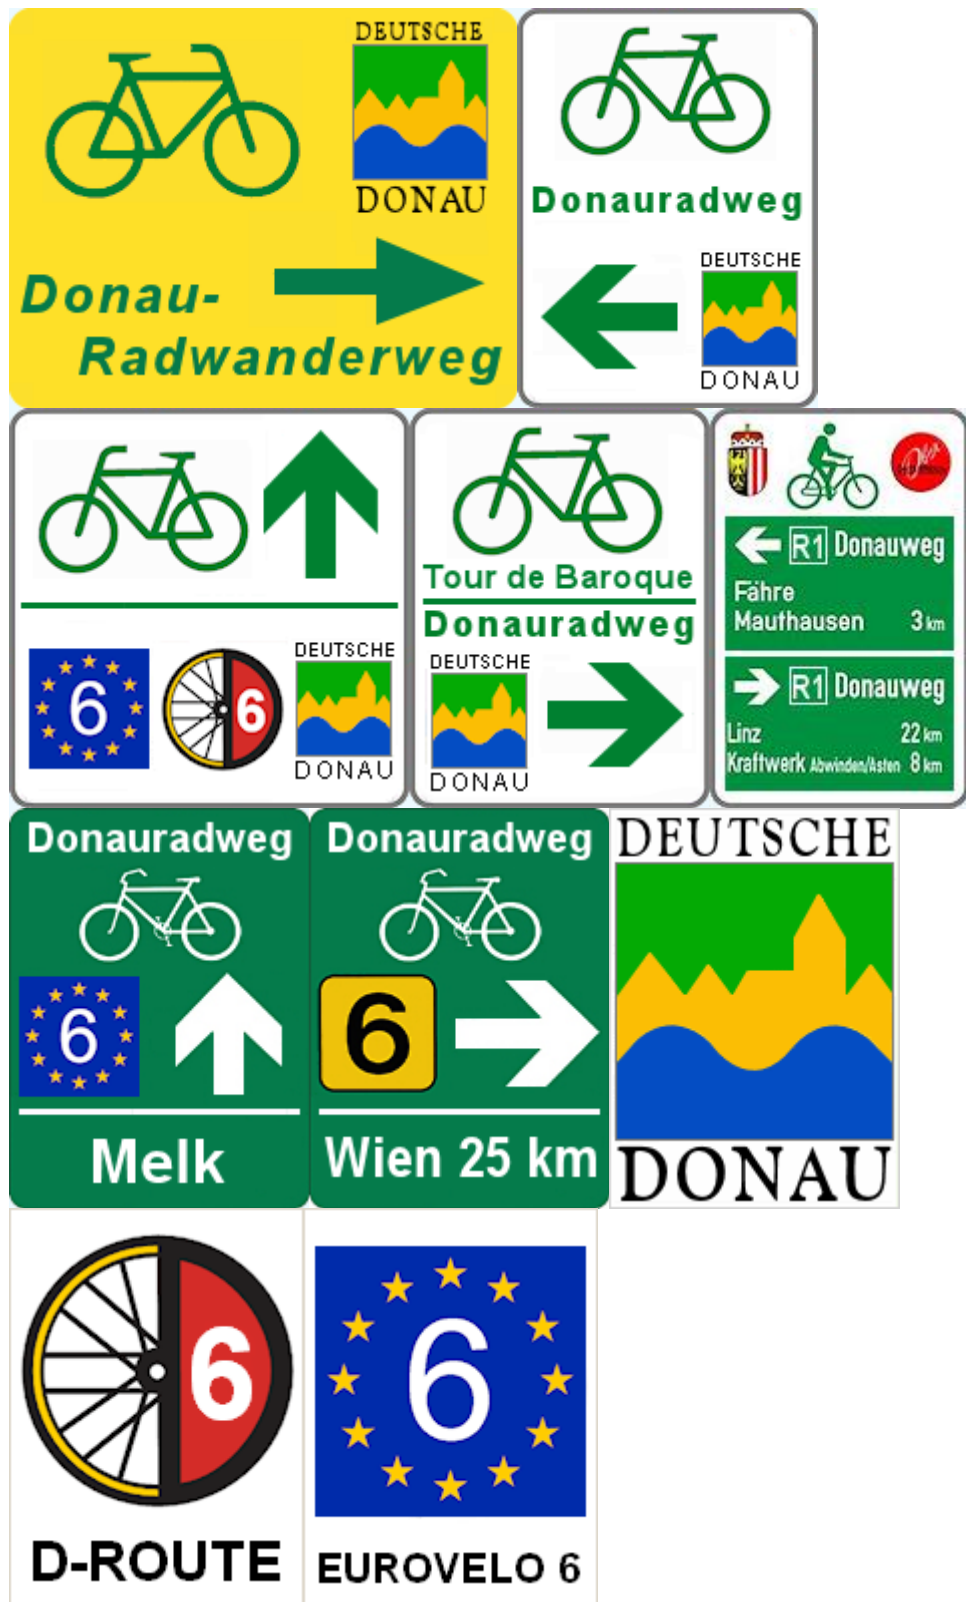 DEUTSCHE
DONAU
Donau-
Radwanderweg
Donauradweg
DEUTSCHE
DONAU
6
6
DEUTSCHE
DONAU
Tour de Baroque
Donauradweg
DEUTSCHE
DONAU
R1 Donauweg
Fähre
Mauthausen 3 km
R1 Donauweg
Linz 22 km
Kraftwerk Abwinden/Asten 8 km
Donauradweg
6
Melk
Donauradweg
6
Wien 25 km
DEUTSCHE
DONAU
6
D-ROUTE
6
EUROVELO 6